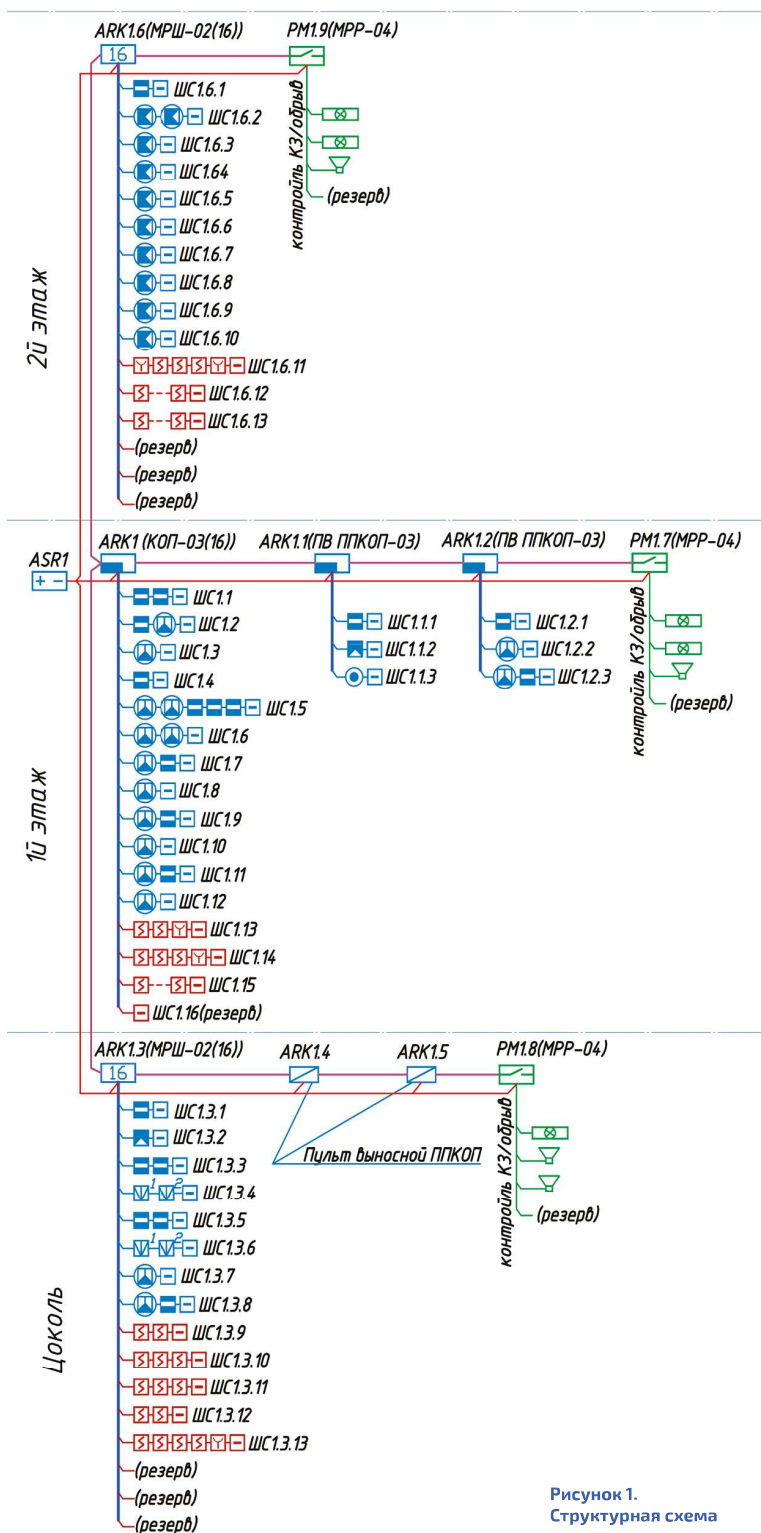 ARK1.6(МРШ-02(16)) PM1.9(МРР-04)
16
ШС1.6.1
ШС1.6.2
ШС1.6.3
ШС1.64
ШС1.6.5
ШС1.6.6
ШС1.6.7
ШС1.6.8
ШС1.6.9
ШС1.6.10
ШС1.6.11
ШС1.6.12
ШС1.6.13
(резерв)
(резерв)
(резерв)
контроль КЗ/обрыв
(резерв)
2й этаж
ARK1 (КОП-03(16)) ARK1.1(ПВ ППКОП-03) ARK1.2(ПВ ППКОП-03) PM1.7(МРР-04)
ASR1
+ -
ШС1.1
ШС1.2
ШС1.3
ШС1.4
ШС1.5
ШС1.6
ШС1.7
ШС1.8
ШС1.9
ШС1.10
ШС1.11
ШС1.12
ШС1.13
ШС1.14
ШС1.15
ШС1.16(резерв)
ШС1.1.1
ШС1.1.2
ШС1.1.3
ШС1.2.1
ШС1.2.2
ШС1.2.3
контроль КЗ/обрыв
(резерв)
1й этаж
ARK1.3(МРШ-02(16)) ARK1.4 ARK1.5 PM1.8(МРР-04)
16
ШС1.3.1
ШС1.3.2
ШС1.3.3
1 2 ШС1.3.4
ШС1.3.5
1 2 ШС1.3.6
ШС1.3.7
ШС1.3.8
ШС1.3.9
ШС1.3.10
ШС1.3.11
ШС1.3.12
ШС1.3.13
(резерв)
(резерв)
(резерв)
Пульт выносной ППКОП
контроль КЗ/обрыв
(резерв)
Цоколь
Рисунок 1.
Структурная схема